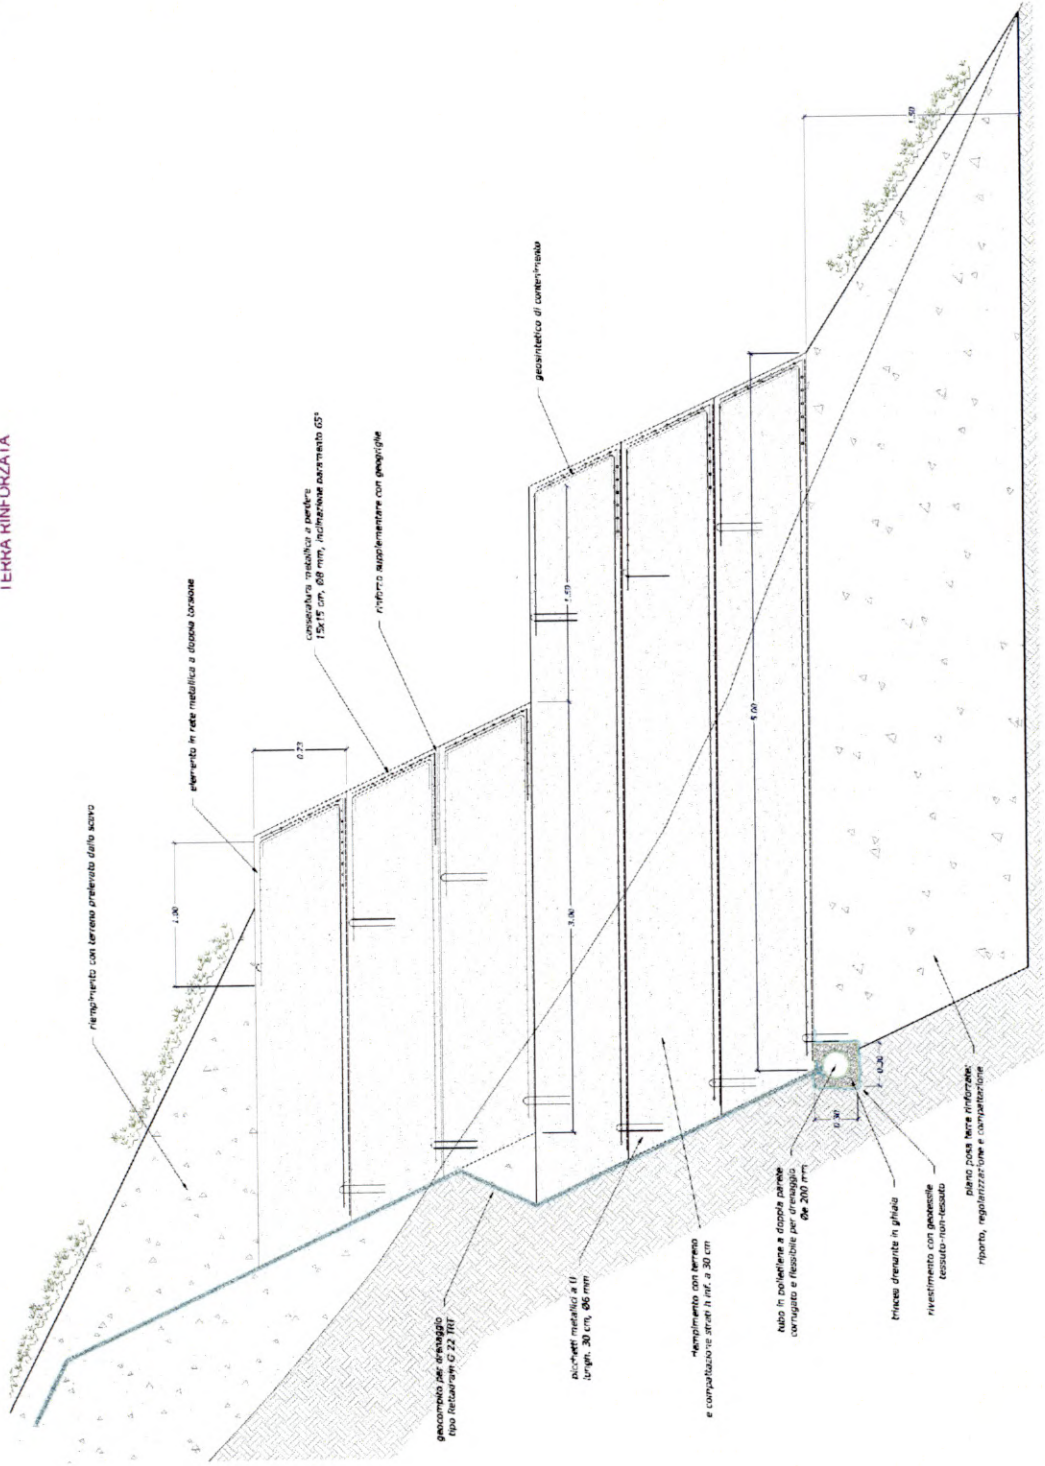 TERRA RINFORZATA
riempimento con terreno prelevato dallo scavo
elemento in rete metallica a doppia torsione
casseratura metallica a perdere
15x15 cm, Ø8 mm, inclinazione paramento 65°
rinforzo supplementare con geogriglie
geosintetico di contenimento
1.00
0.73
1.50
3.00
5.00
1.50
0.30
0.30
geocomposito per drenaggio
tipo G 22 TRT
picchetti metallici a U
lungh. 30 cm, Ø6 mm
riempimento con terreno
e compattazione strati h inf. a 30 cm
tubo in polietilene a doppia parete
corrugato e flessibile per drenaggio
Øe 200 mm
trincea drenante in ghiaia
rivestimento con geotessile
tessuto-non-tessuto
piano posa terre rinforzate:
riporto, regolarizzazione e compattazione